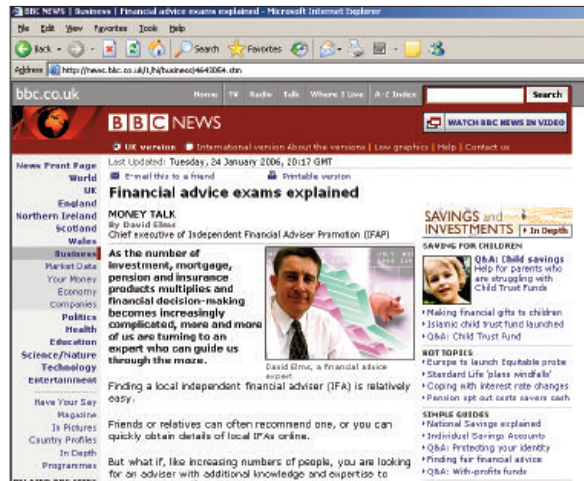 BBC NEWS | Business | Financial advice exams explained - Microsoft Internet Explorer
File Edit View Favorites Tools Help
Back Search Favorites
Address http://news.bbc.co.uk/1/hi/business/4643064.stm
bbc.co.uk Home TV Radio Talk Where I Live A-Z Index Search
BBC NEWS WATCH BBC NEWS IN VIDEO
UK version International version About the versions | Low graphics | Help | Contact us
News Front Page
World
UK
England
Northern Ireland
Scotland
Wales
Business
Market Data
Your Money
Economy
Companies
Politics
Health
Education
Science/Nature
Technology
Entertainment
Have Your Say
Magazine
In Pictures
Country Profiles
In Depth
Programmes
Last Updated: Tuesday, 24 January 2006, 20:17 GMT
E-mail this to a friend Printable version
Financial advice exams explained
MONEY TALK
By David Elms
Chief executive of Independent Financial Adviser Promotion (IFAP)
As the number of
investment, mortgage,
pension and insurance
products multiplies and
financial decision-making
becomes increasingly
complicated, more and more
of us are turning to an
expert who can guide us
through the maze.
David Elms, a financial advice
expert
Finding a local independent financial adviser (IFA) is relatively
easy.
Friends or relatives can often recommend one, or you can
quickly obtain details of local IFAs online.
But what if, like increasing numbers of people, you are looking
for an adviser with additional knowledge and expertise to
SAVINGS and
INVESTMENTS In Depth
SAVING FOR CHILDREN
Q&A: Child savings
Help for parents who
are struggling with
Child Trust Funds
Making financial gifts to children
Islamic child trust fund launched
Q&A: Child Trust Fund
HOT TOPICS
Europe to launch Equitable probe
Standard Life 'plans windfalls'
Coping with interest rate changes
Pension opt outs savers cash
SIMPLE GUIDES
National Savings explained
Individual Savings Accounts
Q&A: Protecting your identity
Finding fair financial advice
Q&A: With-profits funds